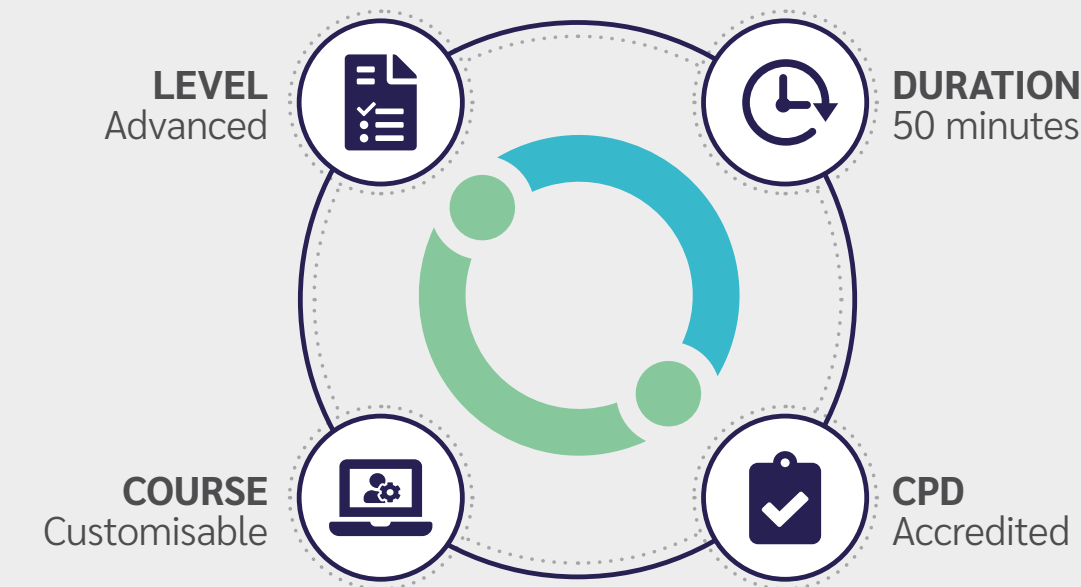 LEVEL
Advanced
DURATION
50 minutes
COURSE
Customisable
CPD
Accredited